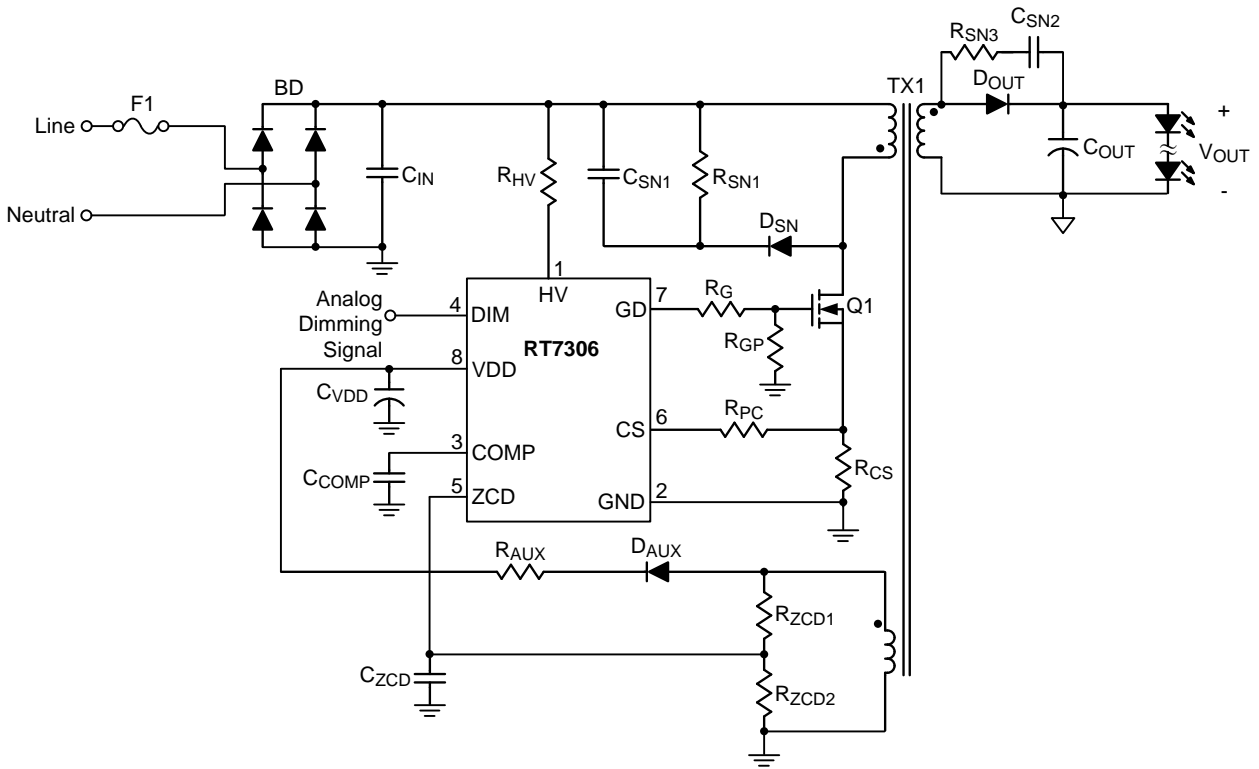 CSN2
RSN3
BD
TX1
DOUT
F1
Line
+
CIN
RHV
CSN1
RSN1
COUT
VOUT
Neutral
-
DSN
1
HV
Analog
Dimming
Signal
4
DIM
7
GD
RG
Q1
RT7306
RGP
8
VDD
CVDD
6
CS
RPC
3
COMP
CCOMP
RCS
5
ZCD
2
GND
RAUX
DAUX
RZCD1
CZCD
RZCD2